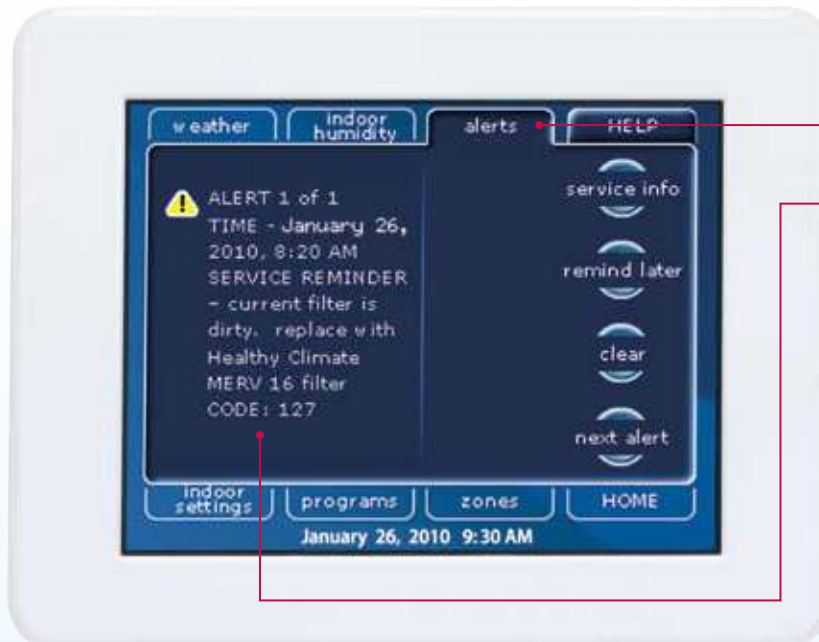 weather
indoor
humidity
alerts
HELP
ALERT 1 of 1
TIME - January 26,
2010, 8:20 AM
SERVICE REMINDER
- current filter is
dirty. replace with
Healthy Climate
MERV 16 filter
CODE: 127
service info
remind later
clear
next alert
indoor
settings
programs
zones
HOME
January 26, 2010 9:30 AM